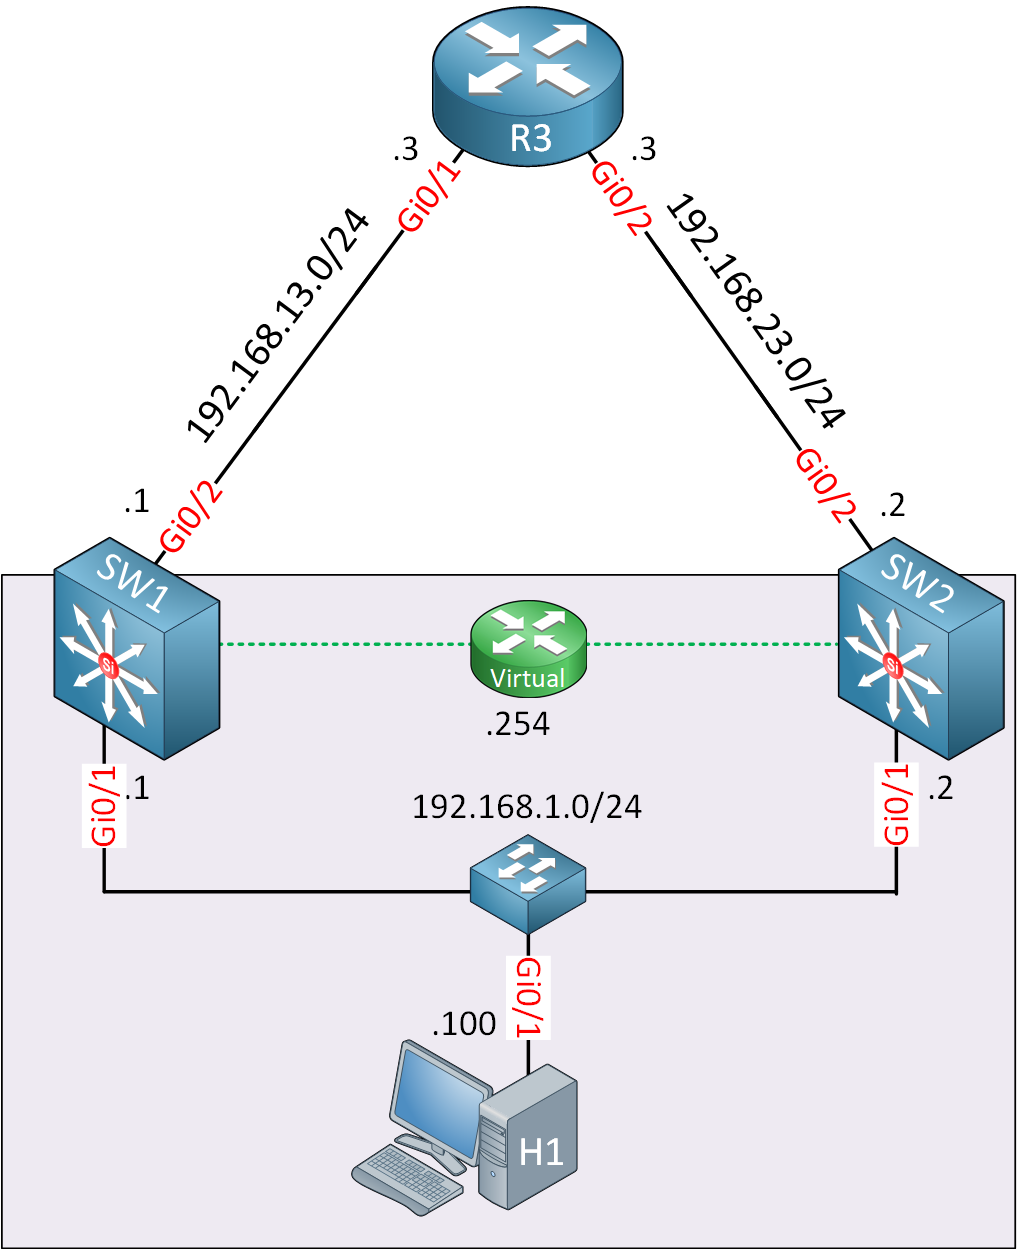 R3
.3
.3
Gi0/1
Gi0/2
192.168.13.0/24
192.168.23.0/24
.1
Gi0/2
Gi0/2
.2
SW1
SW2
Si
Si
Virtual
.254
Gi0/1
.1
Gi0/1
.2
192.168.1.0/24
Gi0/1
.100
H1